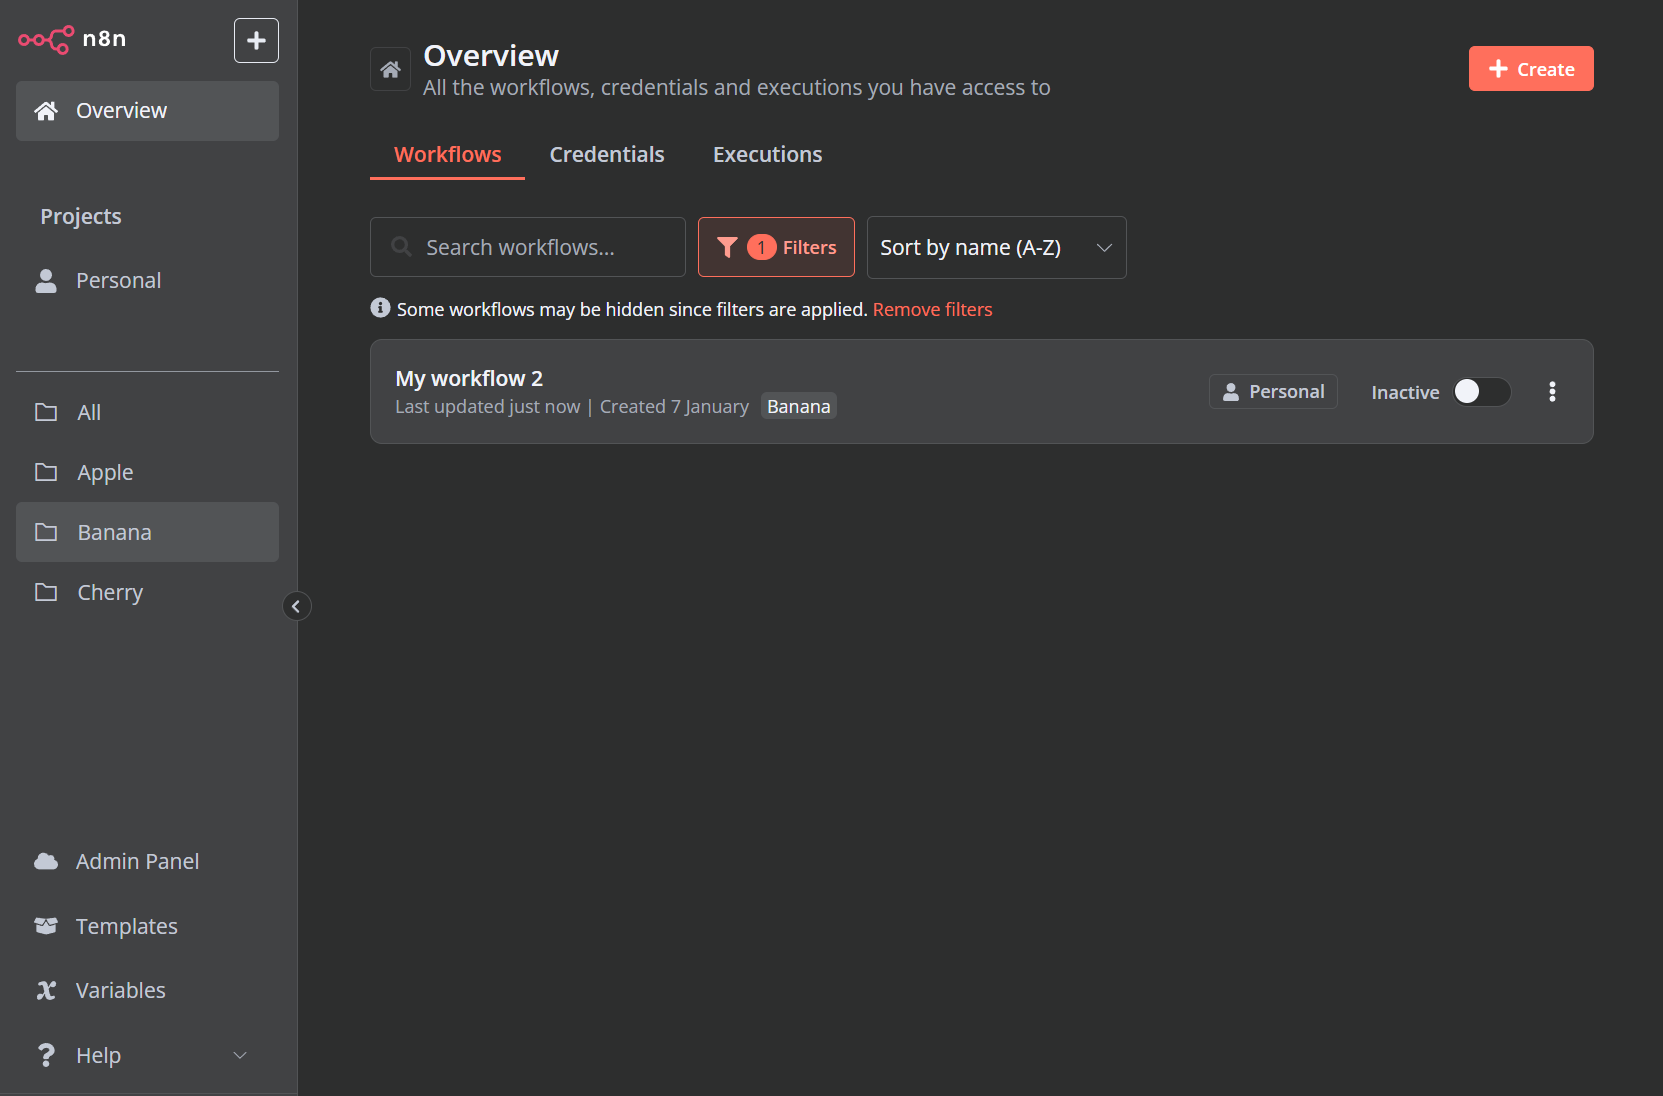 n8n
Overview
Projects
Personal
All
Apple
Banana
Cherry
Admin Panel
Templates
Variables
Help
Overview
All the workflows, credentials and executions you have access to
Create
Workflows Credentials Executions
Search workflows...
1 Filters
Sort by name (A-Z)
Some workflows may be hidden since filters are applied. Remove filters
My workflow 2
Last updated just now | Created 7 January Banana
Personal
Inactive